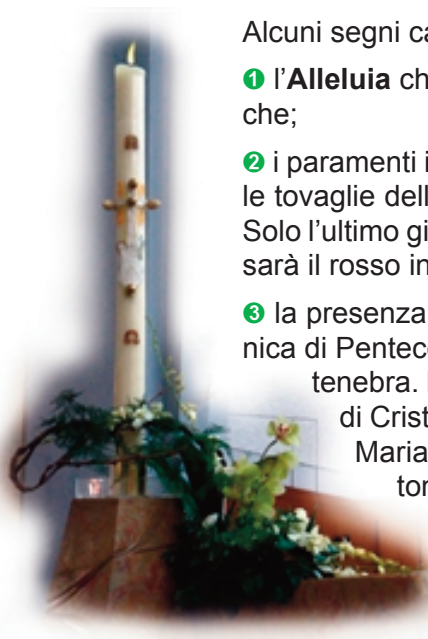 Alcuni segni ca
❶ l’Alleluia ch
che;
❷ i paramenti i
le tovaglie dell
Solo l’ultimo gi
sarà il rosso in
❸ la presenza
nica di Pentec
tenebra.
di Crist
Maria
tor